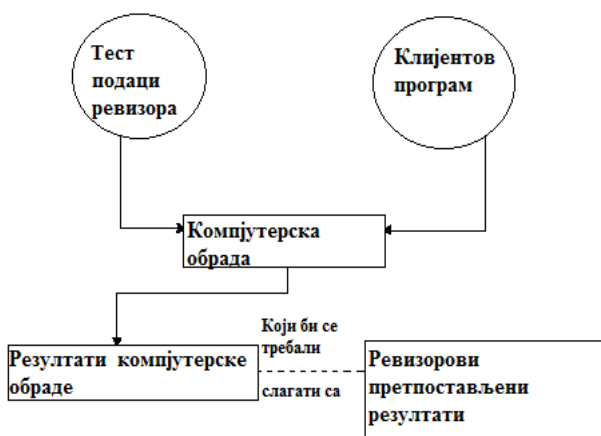 Тест
подаци
ревизора
Клијентов
програм
Компјутерска
обрада
Који би се
требали
Резултати компјутерске
обраде
слагати са
Ревизорови
претпостављени
резултати